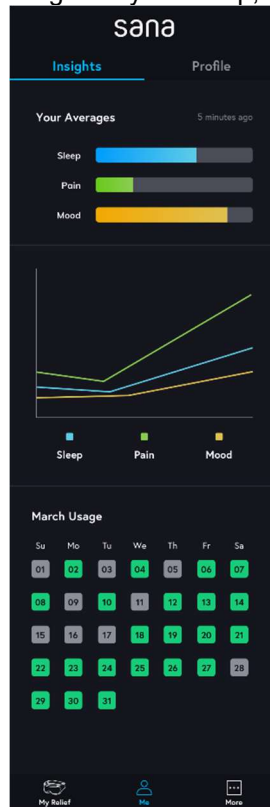 sana
Insights Profile
Your Averages 5 minutes ago
Sleep
Pain
Mood
Sleep Pain Mood
March Usage
Su Mo Tu We Th Fr Sa
01 02 03 04 05 06 07
08 09 10 11 12 13 14
15 16 17 18 19 20 21
22 23 24 25 26 27 28
29 30 31
My Relief Me More